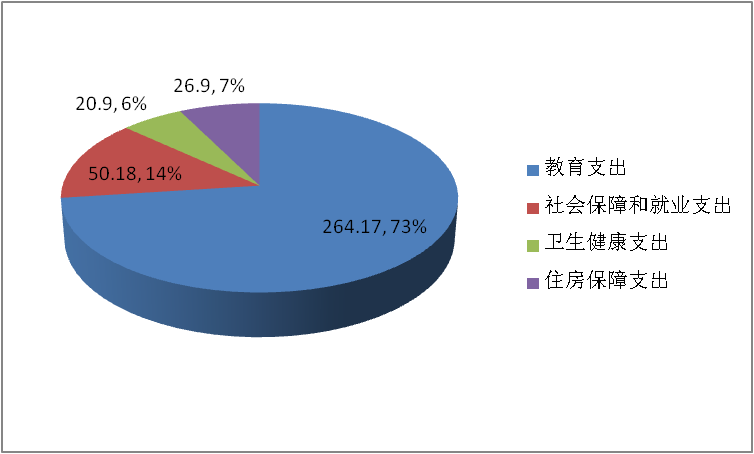 26.9, 7%
20.9, 6%
50.18, 14%
264.17, 73%
教育支出
社会保障和就业支出
卫生健康支出
住房保障支出